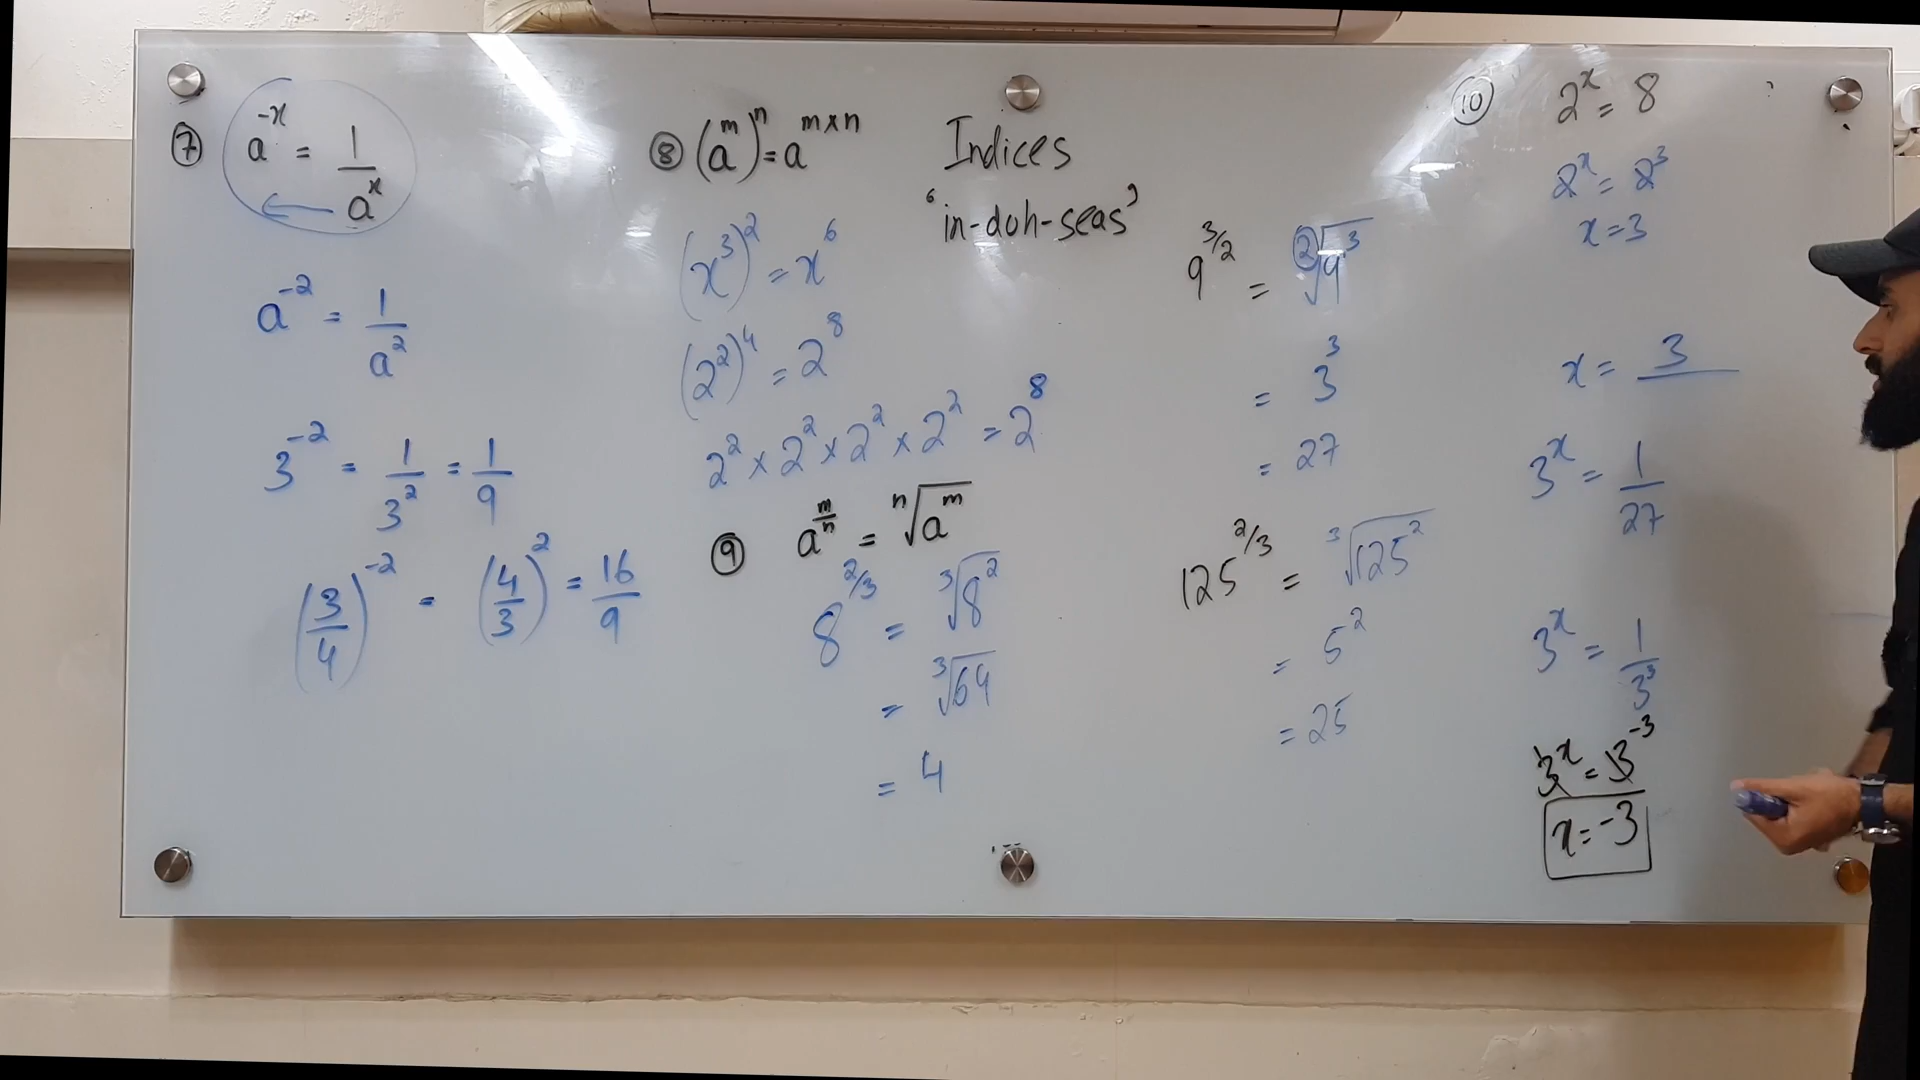 ⑦ a^-x = 1/a^x
←
a^-2 = 1/a^2
3^-2 = 1/3^2 = 1/9
(3/4)^-2 = (4/3)^2 = 16/9
⑧ (a^m)^n = a^m×n
(x^3)^2 = x^6
(2^2)^4 = 2^8
2^2 × 2^2 × 2^2 × 2^2 = 2^8
⑨ a^m/n = n√a^m
8^2/3 = 3√8^2
= 3√64
= 4
Indices
‘in-duh-seas’
9^3/2 = 2√9^3
= 3^3
= 27
125^2/3 = 3√125^2
= 5^2
= 25
⑩ 2^x = 8
2^x = 2^3
x = 3
x = 3
3^x = 1/27
3^x = 1/3^3
3^x = 3^-3
x = -3